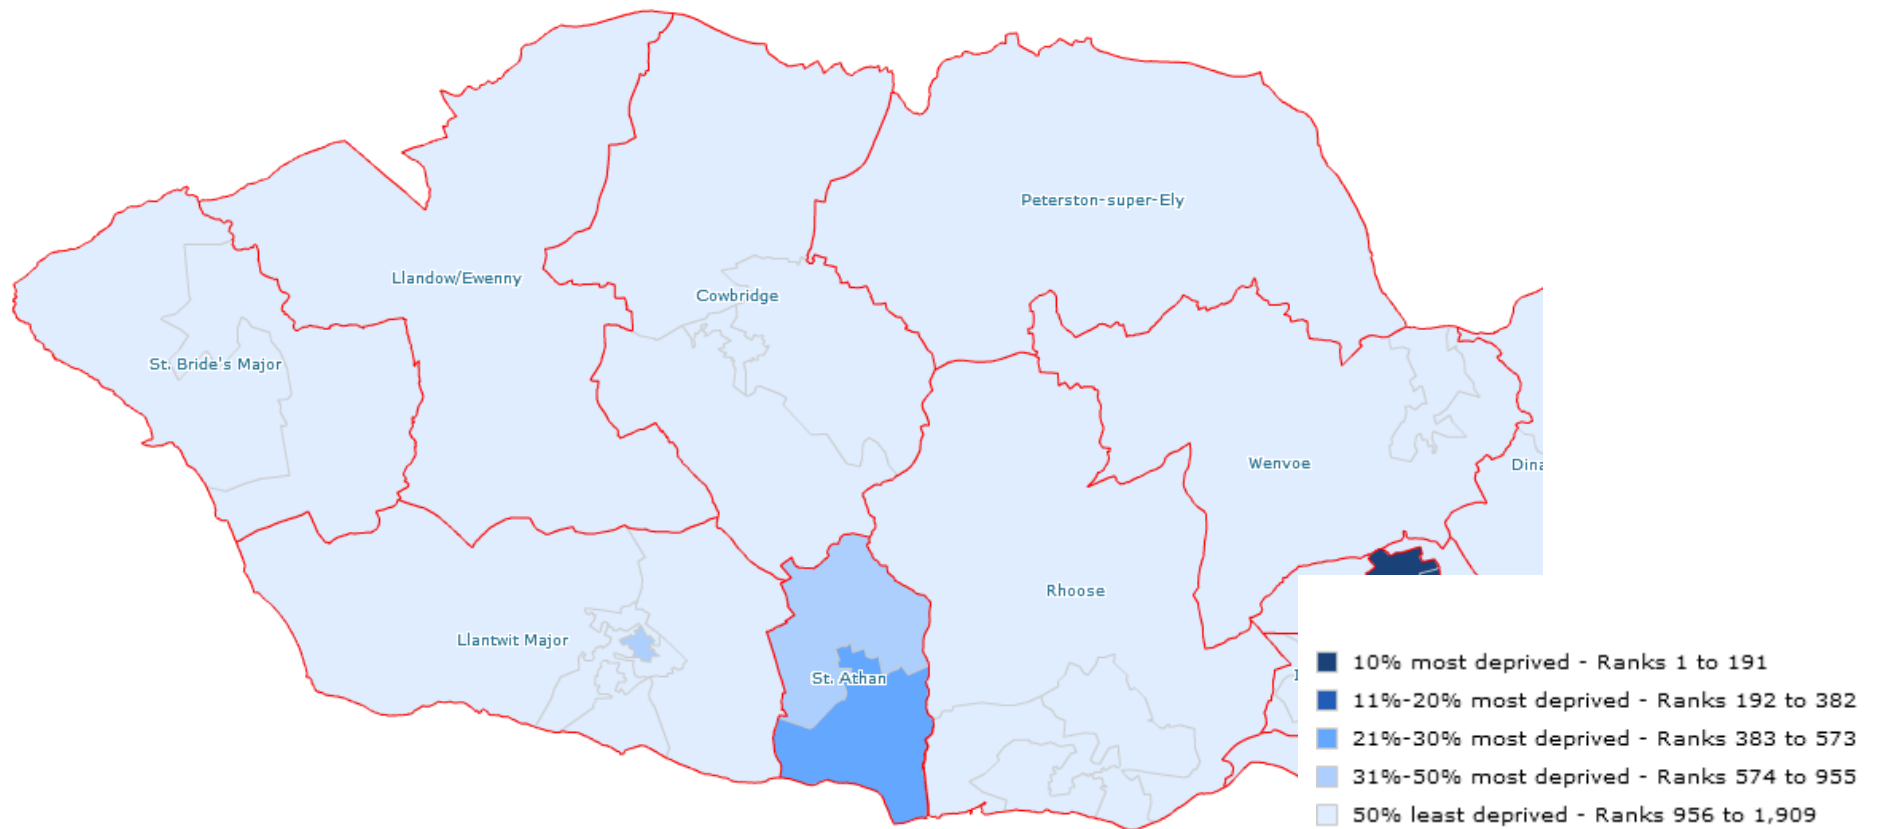 Peterston-super-Ely
Llandow/Ewenny
Cowbridge
St. Bride's Major
Wenvoe
Dina
Rhoose
Llantwit Major
St. Athan
10% most deprived - Ranks 1 to 191
11%-20% most deprived - Ranks 192 to 382
21%-30% most deprived - Ranks 383 to 573
31%-50% most deprived - Ranks 574 to 955
50% least deprived - Ranks 956 to 1,909